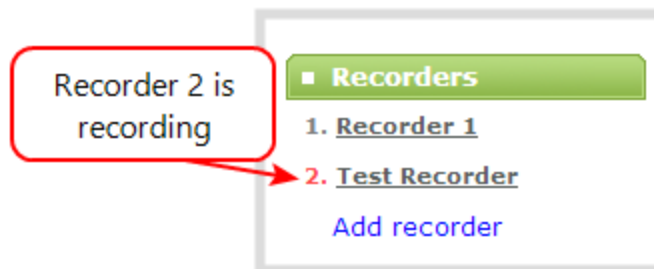 Recorder 2 is
recording
Recorders
1. Recorder 1
2. Test Recorder
Add recorder